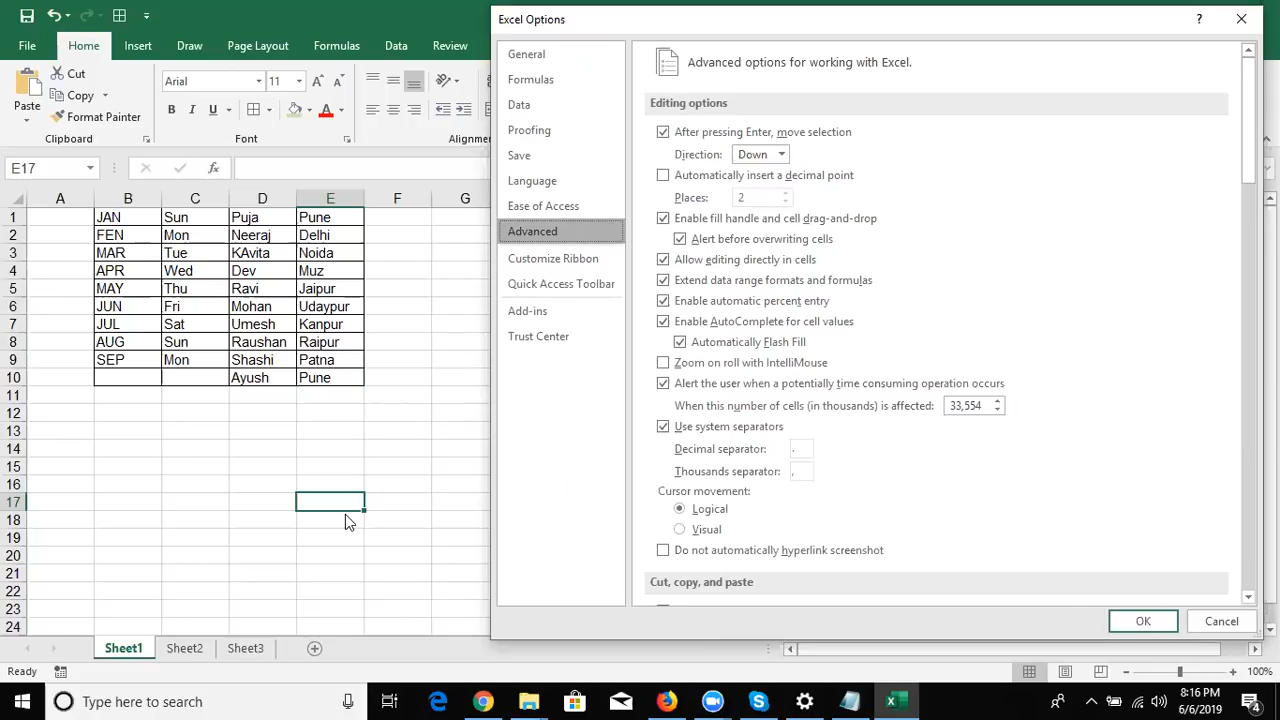 Excel Options
?
File Home Insert Draw Page Layout Formulas Data Review
Paste
Cut
Copy
Format Painter
Clipboard
Arial 11 A A
B I U A
Font
Alignm
E17 fx
A B C D E F G
1 JAN Sun Puja Pune
2 FEN Mon Neeraj Delhi
3 MAR Tue KAvita Noida
4 APR Wed Dev Muz
5 MAY Thu Ravi Jaipur
6 JUN Fri Mohan Udaypur
7 JUL Sat Umesh Kanpur
8 AUG Sun Raushan Raipur
9 SEP Mon Shashi Patna
10 Ayush Pune
11
12
13
14
15
16
17
18
19
20
21
22
23
24
General
Formulas
Data
Proofing
Save
Language
Ease of Access
Advanced
Customize Ribbon
Quick Access Toolbar
Add-ins
Trust Center
Advanced options for working with Excel.
Editing options
After pressing Enter, move selection
Direction: Down
Automatically insert a decimal point
Places: 2
Enable fill handle and cell drag-and-drop
Alert before overwriting cells
Allow editing directly in cells
Extend data range formats and formulas
Enable automatic percent entry
Enable AutoComplete for cell values
Automatically Flash Fill
Zoom on roll with IntelliMouse
Alert the user when a potentially time consuming operation occurs
When this number of cells (in thousands) is affected: 33,554
Use system separators
Decimal separator: .
Thousands separator: ,
Cursor movement:
Logical
Visual
Do not automatically hyperlink screenshot
Cut, copy, and paste
OK Cancel
Sheet1 Sheet2 Sheet3
Ready 100%
Type here to search
8:16 PM
6/6/2019
4